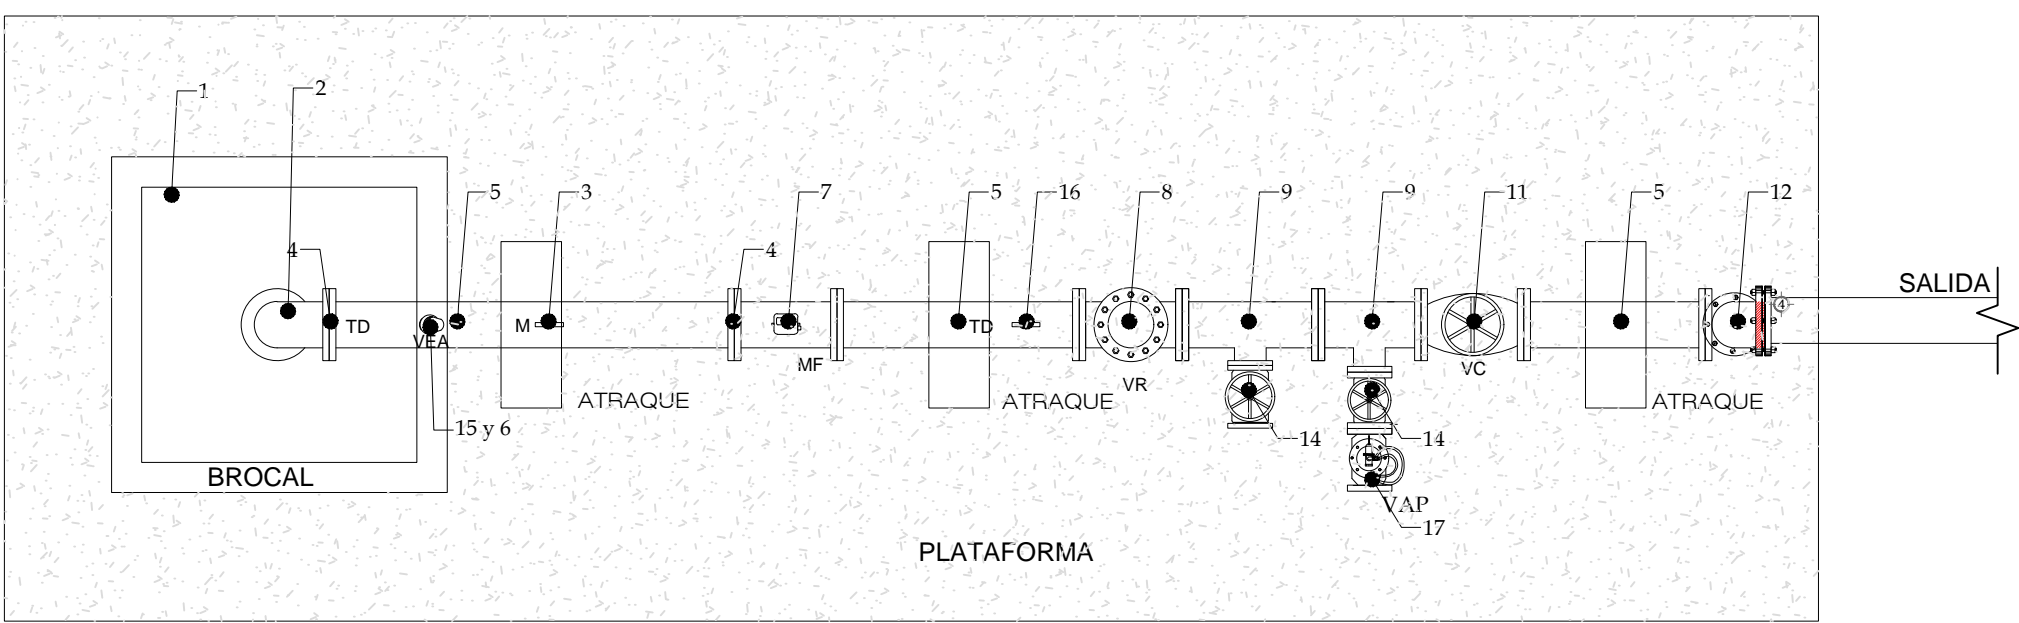 1
2
5
3
7
5
16
8
9
9
11
5
12
4
4
SALIDA
4
TD
VEA
M
MF
TD
VR
VC
ATRAQUE
ATRAQUE
ATRAQUE
15 y 6
14
14
BROCAL
VAP
17
PLATAFORMA